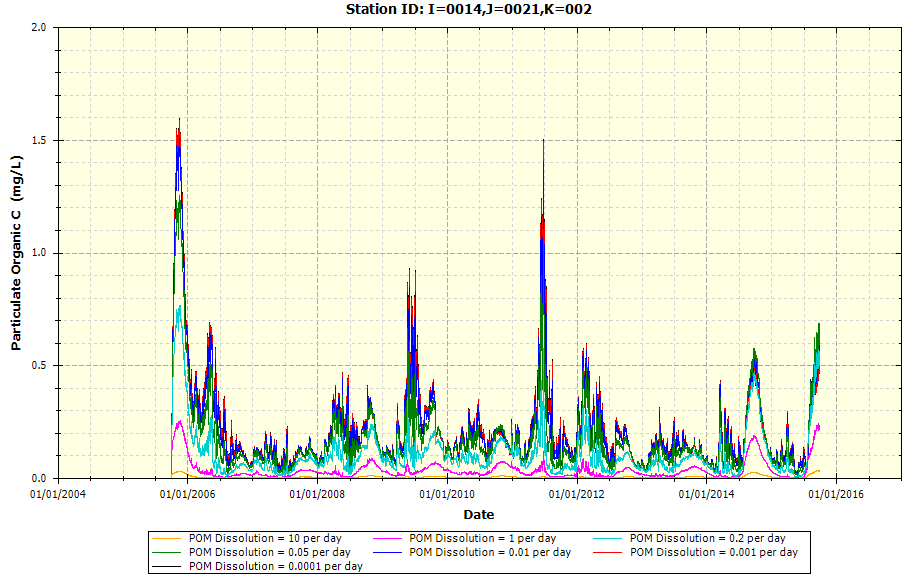 Station ID: I=0014,J=0021,K=002
2.0
1.5
1.0
0.5
0.0
Particulate Organic C (mg/L)
01/01/2004 01/01/2006 01/01/2008 01/01/2010 01/01/2012 01/01/2014 01/01/2016
Date
POM Dissolution = 10 per day POM Dissolution = 1 per day POM Dissolution = 0.2 per day
POM Dissolution = 0.05 per day POM Dissolution = 0.01 per day POM Dissolution = 0.001 per day
POM Dissolution = 0.0001 per day